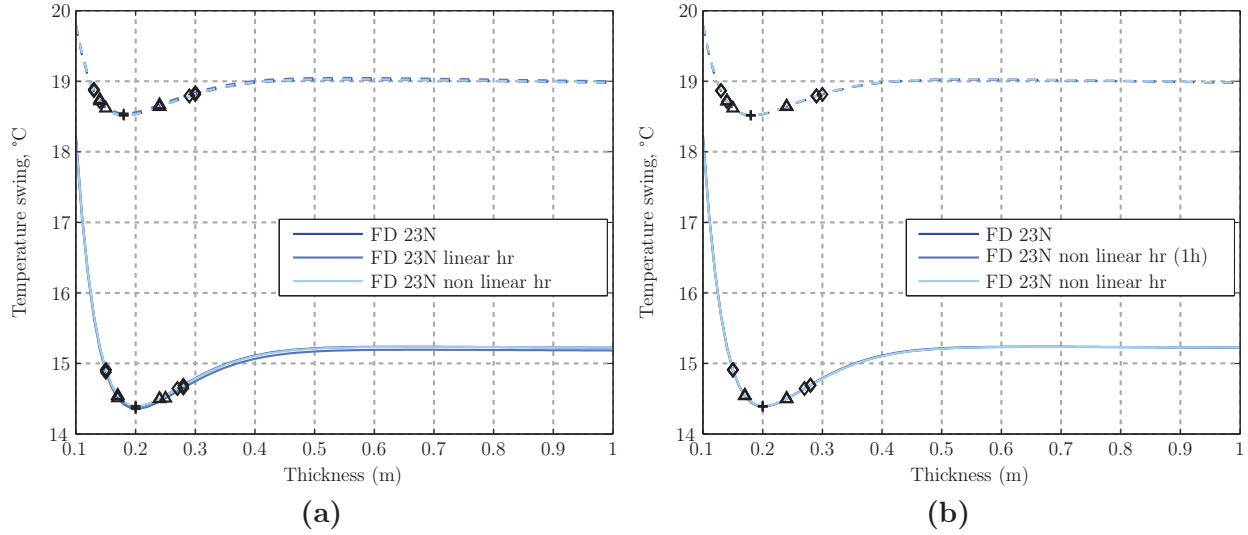 20
19
18
17
16
15
14
Temperature swing, °C
FD 23N
FD 23N linear hr
FD 23N non linear hr
0.1 0.2 0.3 0.4 0.5 0.6 0.7 0.8 0.9 1
Thickness (m)
(a)
20
19
18
17
16
15
14
Temperature swing, °C
FD 23N
FD 23N non linear hr (1h)
FD 23N non linear hr
0.1 0.2 0.3 0.4 0.5 0.6 0.7 0.8 0.9 1
Thickness (m)
(b)